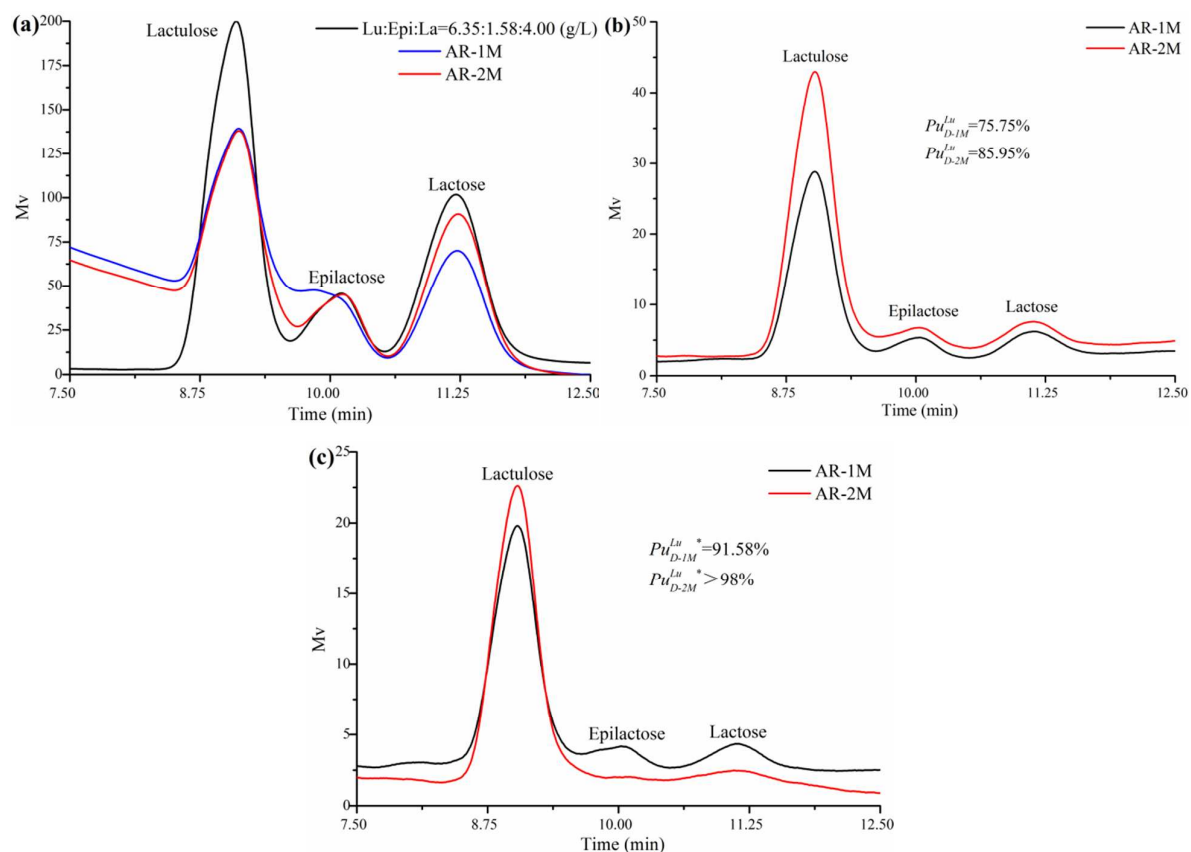 (a)
Lu:Epi:La=6.35:1.58:4.00 (g/L)
AR-1M
AR-2M
Lactulose
Epilactose
Lactose
200
175
150
125
100
75
50
25
0
Mv
7.50 8.75 10.00 11.25 12.50
Time (min)
(b)
AR-1M
AR-2M
Lactulose
Pu^{Lu}_{D-1M}=75.75%
Pu^{Lu}_{D-2M}=85.95%
Epilactose
Lactose
50
40
30
20
10
0
Mv
7.50 8.75 10.00 11.25 12.50
Time (min)
(c)
AR-1M
AR-2M
Lactulose
Pu^{Lu}_{D-1M}*=91.58%
Pu^{Lu}_{D-2M}*>98%
Epilactose
Lactose
25
20
15
10
5
0
Mv
7.50 8.75 10.00 11.25 12.50
Time (min)